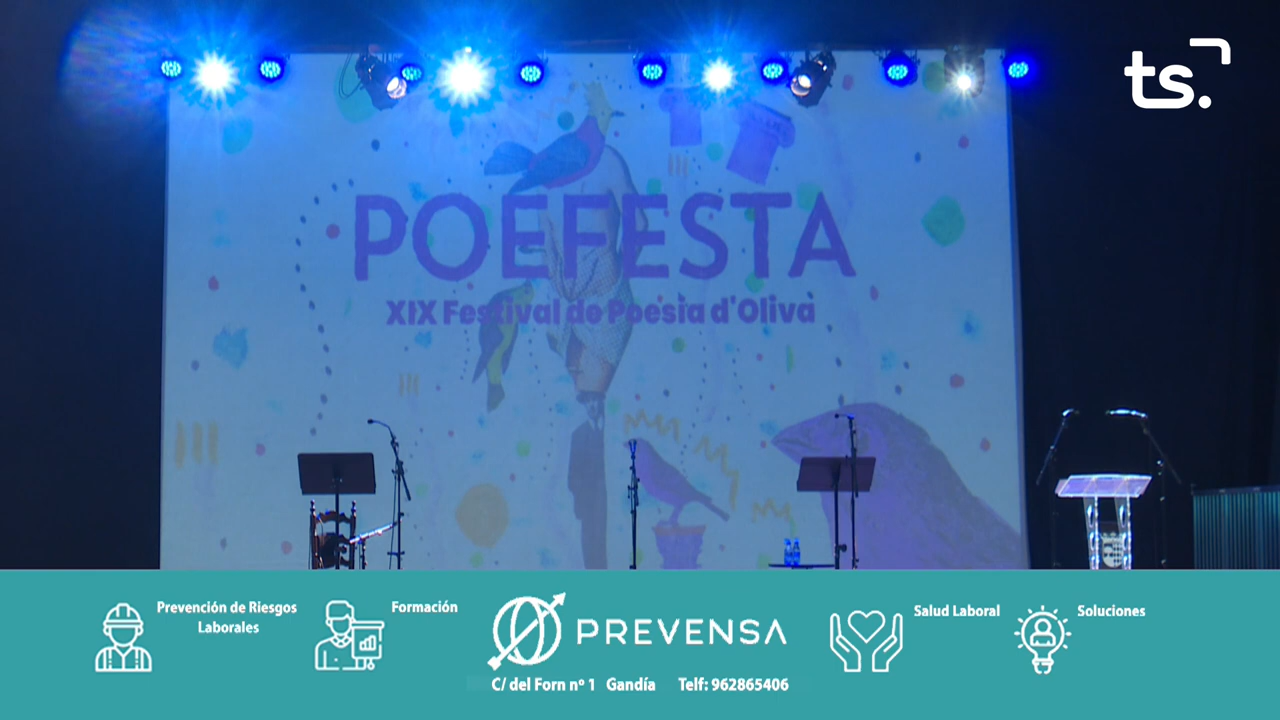 ts.
POEFESTA
XIX Festival de Poesia d'Oliva
Prevención de Riesgos
Laborales
Formación
PREVENSA
Salud Laboral
Soluciones
C/ del Forn nº 1 Gandía Telf: 962865406